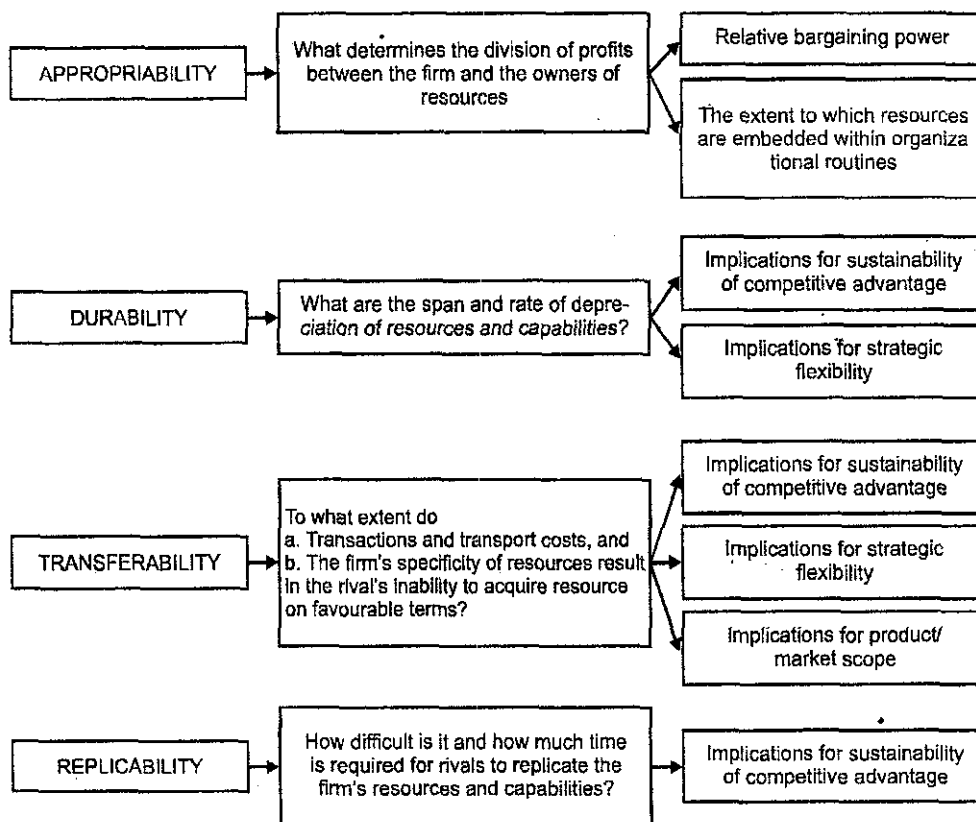 APPROPRIABILITY
What determines the division of profits
between the firm and the owners of
resources
Relative bargaining power
The extent to which resources
are embedded within organiza
tional routines
DURABILITY
What are the span and rate of depre-
ciation of resources and capabilities?
Implications for sustainability
of competitive advantage
Implications for strategic
flexibility
TRANSFERABILITY
To what extent do
a. Transactions and transport costs, and
b. The firm's specificity of resources result
in the rival's inability to acquire resource
on favourable terms?
Implications for sustainability
of competitive advantage
Implications for strategic
flexibility
Implications for product/
market scope
REPLICABILITY
How difficult is it and how much time
is required for rivals to replicate the
firm's resources and capabilities?
Implications for sustainability
of competitive advantage